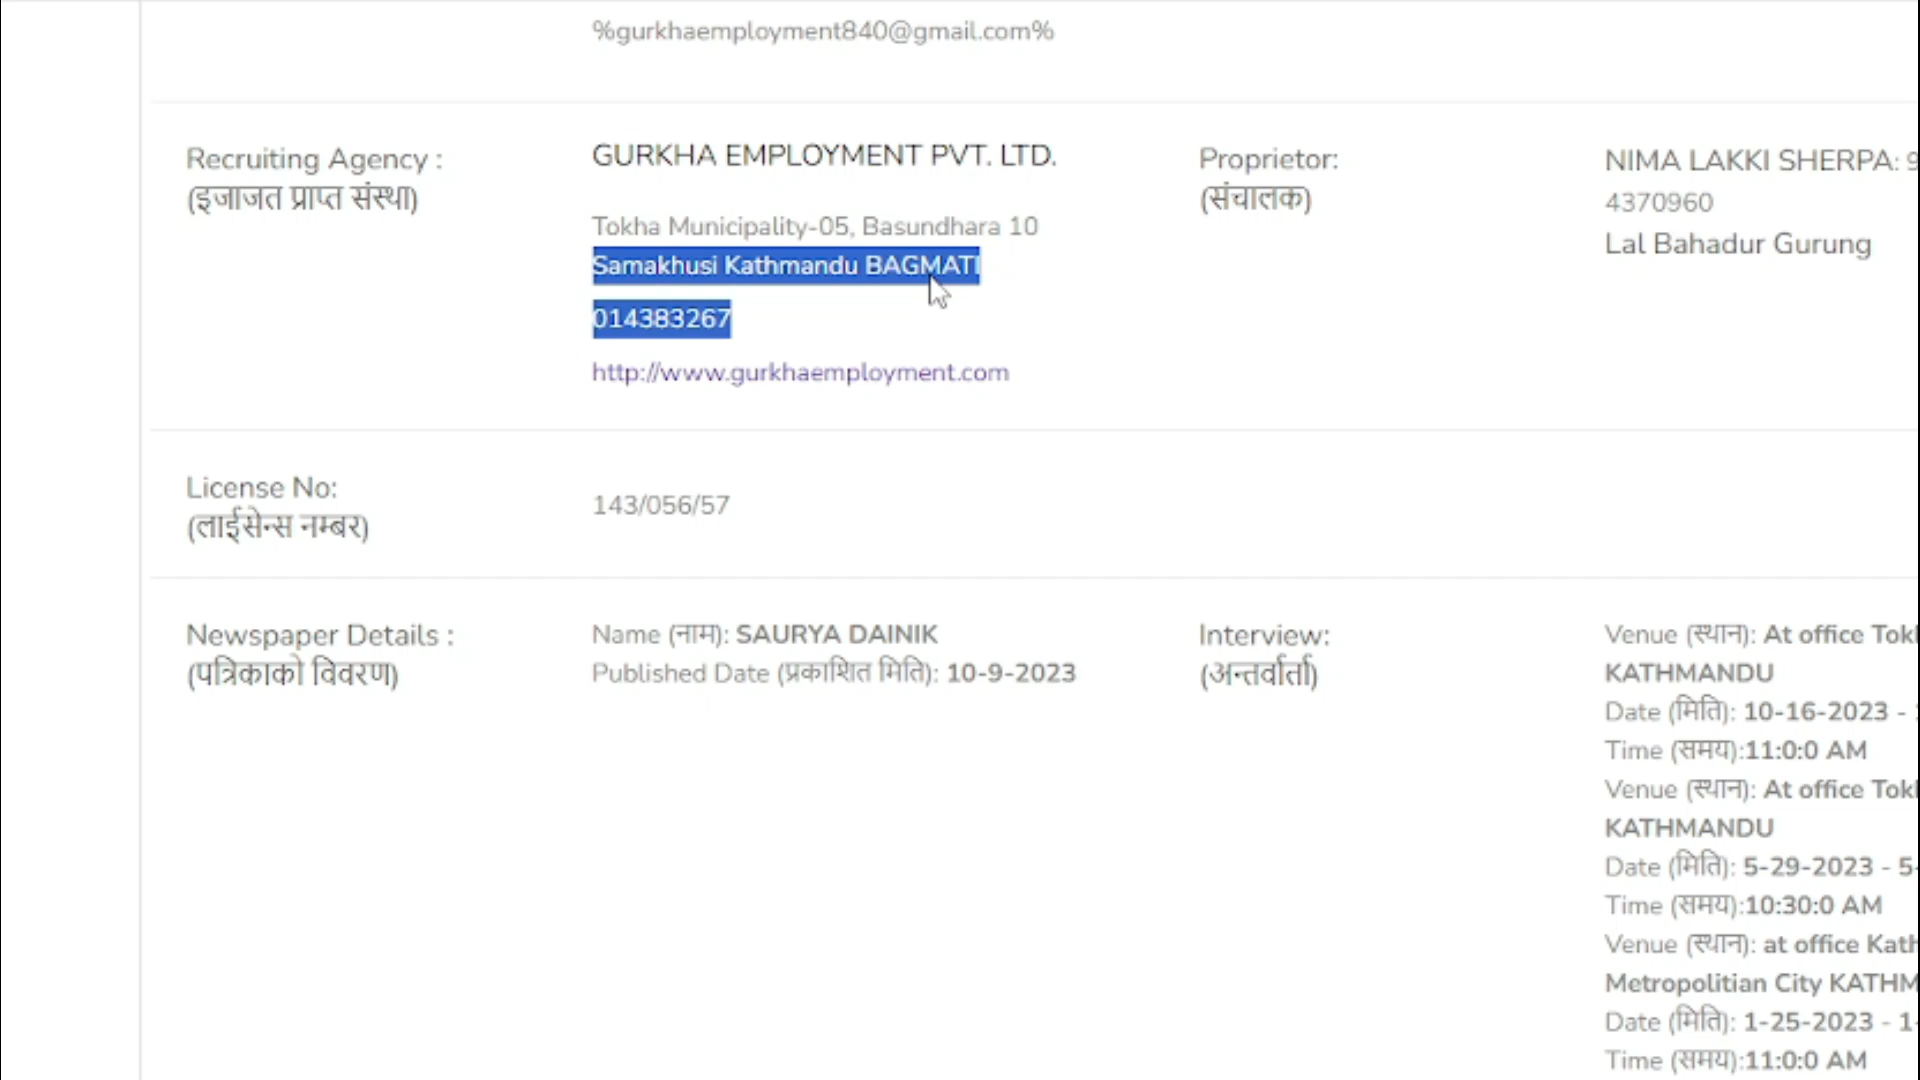 %gurkhaemployment840@gmail.com%
Recruiting Agency :
(इजाजत प्राप्त संस्था)
GURKHA EMPLOYMENT PVT. LTD.
Tokha Municipality-05, Basundhara 10
Samakhusi Kathmandu BAGMATI
014383267
http://www.gurkhaemployment.com
Proprietor:
(संचालक)
NIMA LAKKI SHERPA: 9
4370960
Lal Bahadur Gurung
License No:
(लाईसेन्स नम्बर)
143/056/57
Newspaper Details :
(पत्रिकाको विवरण)
Name (नाम): SAURYA DAINIK
Published Date (प्रकाशित मिति): 10-9-2023
Interview:
(अन्तर्वार्ता)
Venue (स्थान): At office
KATHMANDU
Date (मिति): 10-16-2023 -
Time (समय):11:0:0 AM
Venue (स्थान): At office
KATHMANDU
Date (मिति): 5-29-2023 - 5-
Time (समय):10:30:0 AM
Venue (स्थान): at office
Metropolitian City
Date (मिति): 1-25-2023 - 1-
Time (समय):11:0:0 AM